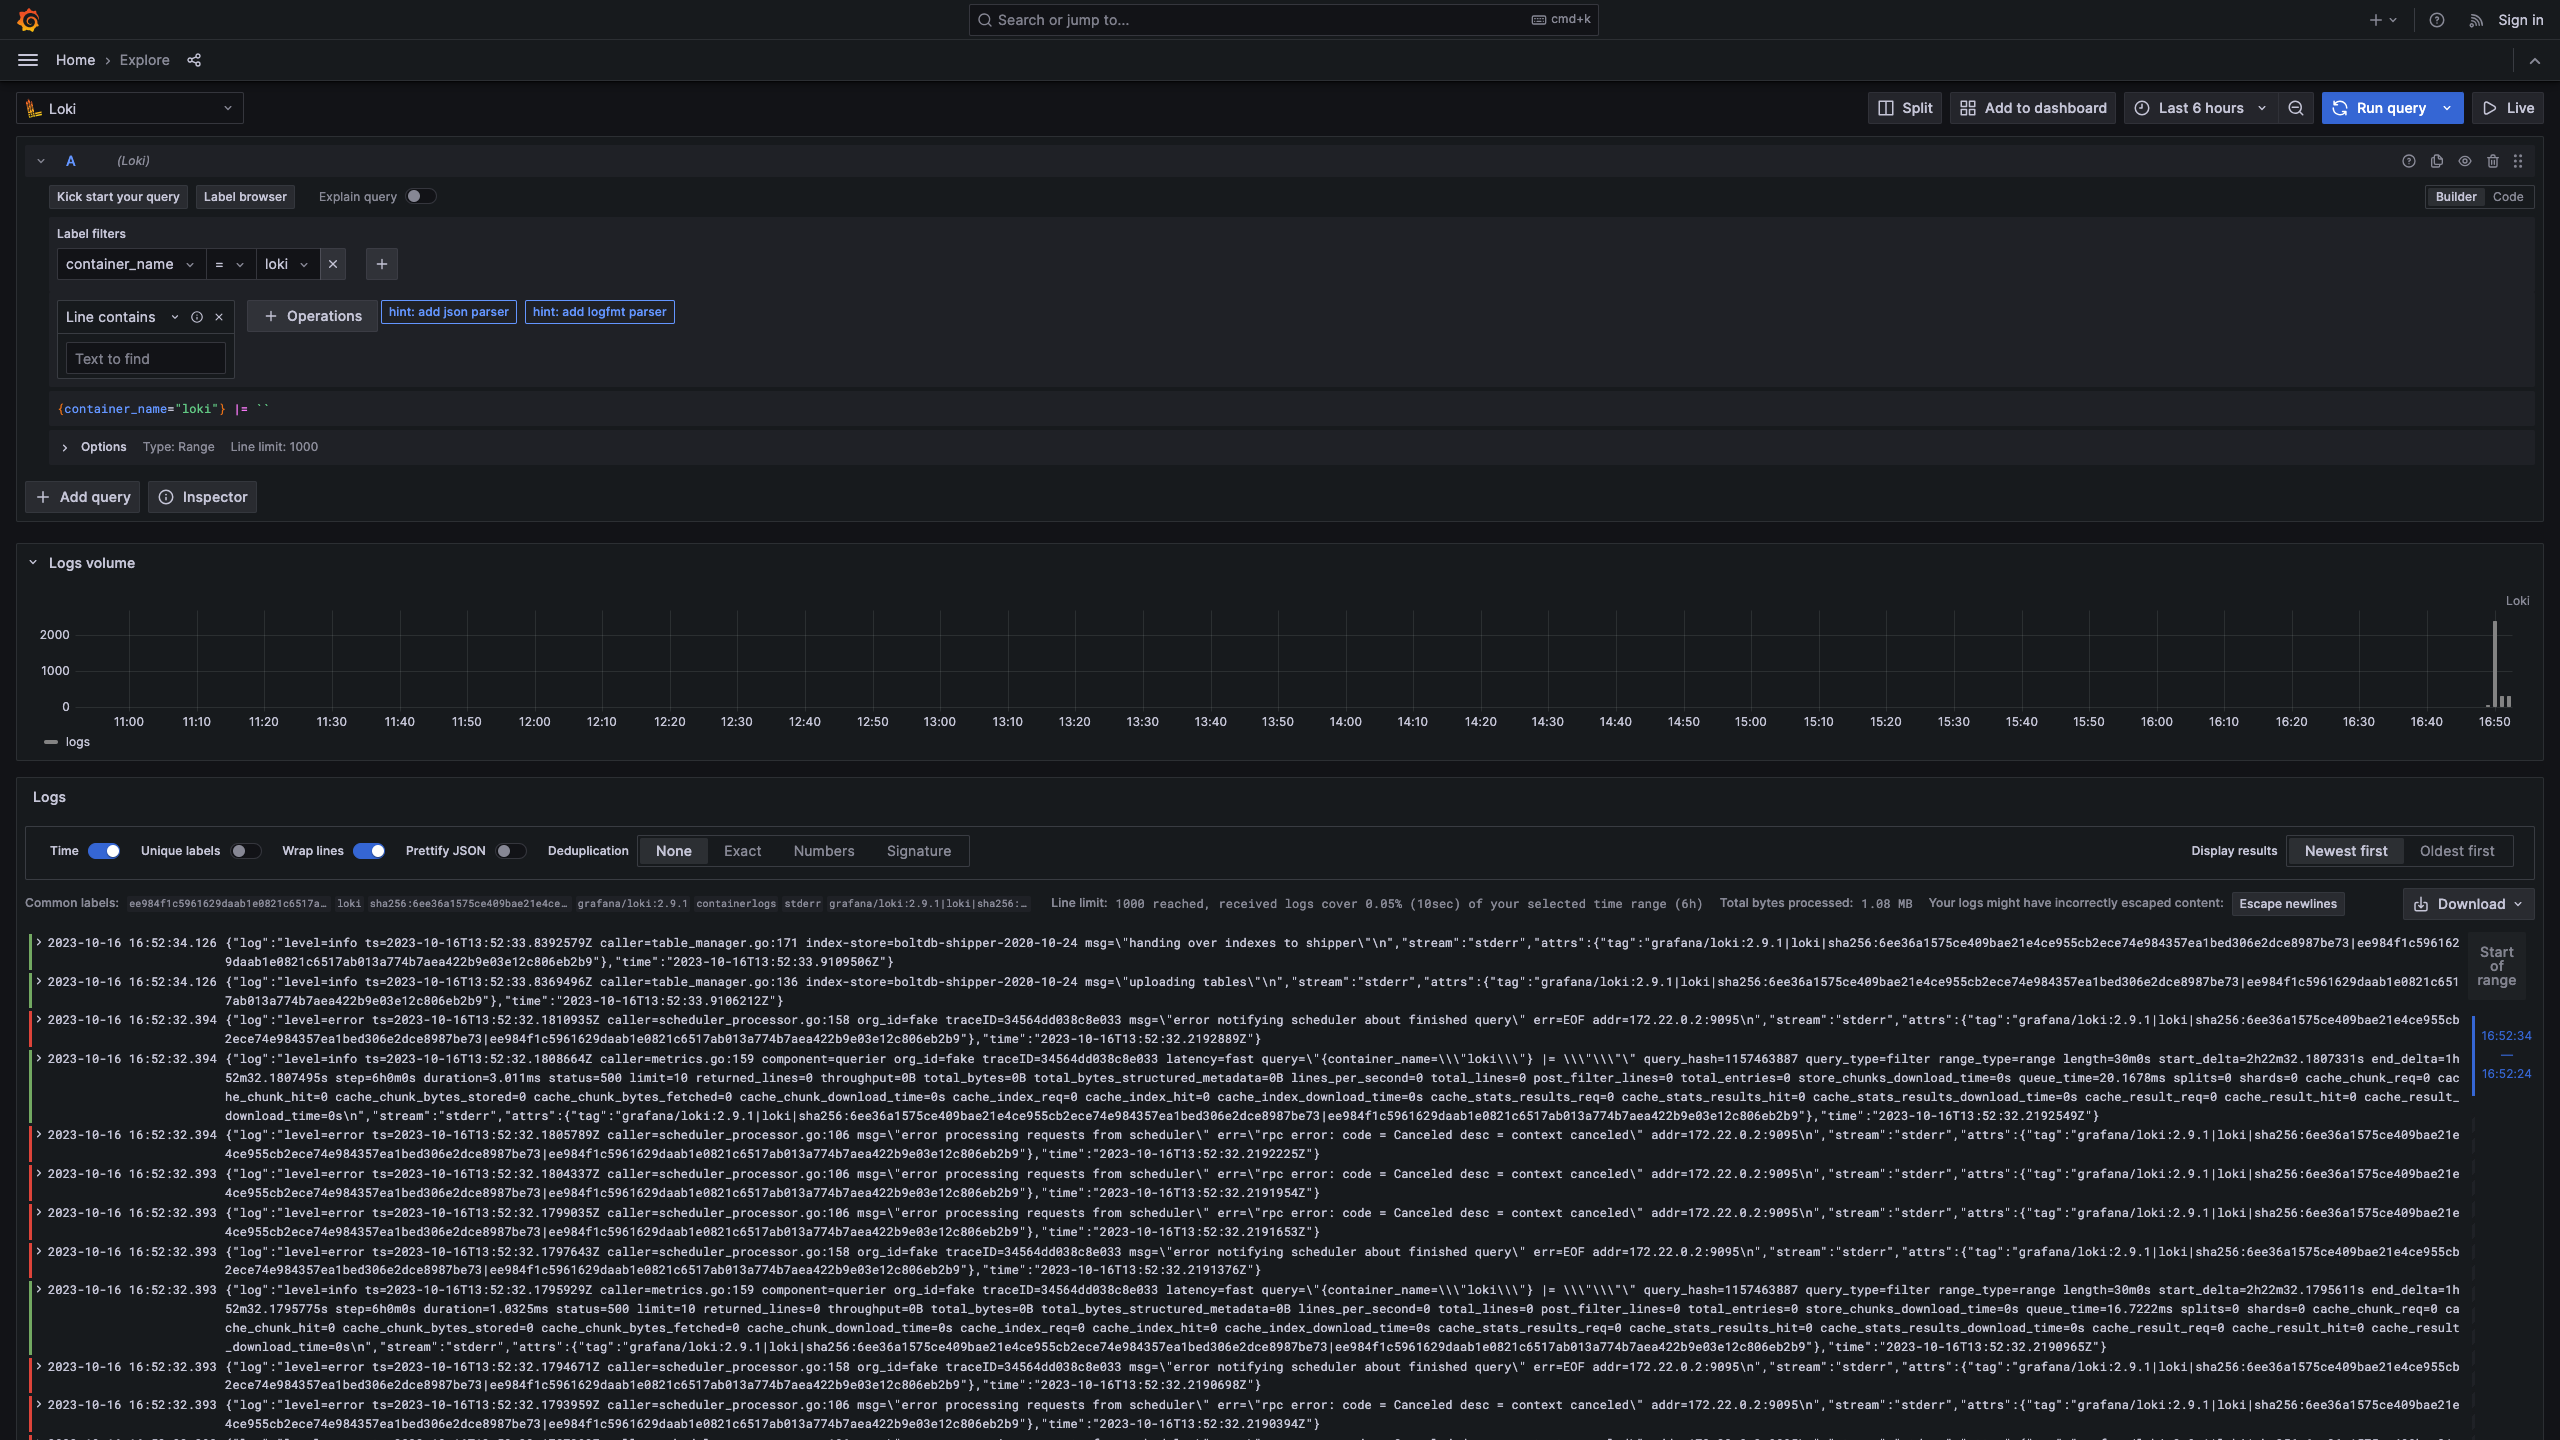 Search or jump to... cmd+k Sign in
Home › Explore
Loki Split Add to dashboard Last 6 hours Run query Live
A (Loki)
Kick start your query Label browser Explain query Builder Code
Label filters
container_name = loki
Line contains Operations hint: add json parser hint: add logfmt parser
Text to find
{container_name="loki"} |= ``
Options Type: Range Line limit: 1000
Add query Inspector
Logs volume
Loki
2000
1000
0
11:00 11:10 11:20 11:30 11:40 11:50 12:00 12:10 12:20 12:30 12:40 12:50 13:00 13:10 13:20 13:30 13:40 13:50 14:00 14:10 14:20 14:30 14:40 14:50 15:00 15:10 15:20 15:30 15:40 15:50 16:00 16:10 16:20 16:30 16:40 16:50
logs
Logs
Time Unique labels Wrap lines Prettify JSON Deduplication None Exact Numbers Signature Display results Newest first Oldest first
Common labels: ee984f1c5961629daab1e0821c6517a… loki sha256:6ee36a1575ce409bae21e4ce… grafana/loki:2.9.1 containerlogs stderr grafana/loki:2.9.1|loki|sha256:… Line limit: 1000 reached, received logs cover 0.05% (10sec) of your selected time range (6h) Total bytes processed: 1.08 MB Your logs might have incorrectly escaped content: Escape newlines Download
2023-10-16 16:52:34.126 {"log":"level=info ts=2023-10-16T13:52:33.8392579Z caller=table_manager.go:171 index-store=boltdb-shipper-2020-10-24 msg=\"handing over indexes to shipper\"\n","stream":"stderr","attrs":{"tag":"grafana/loki:2.9.1|loki|sha256:6ee36a1575ce409bae21e4ce955cb2ece74e984357ea1bed306e2dce8987be73|ee984f1c596162
9daab1e0821c6517ab013a774b7aea422b9e03e12c806eb2b9"},"time":"2023-10-16T13:52:33.9109506Z"}
2023-10-16 16:52:34.126 {"log":"level=info ts=2023-10-16T13:52:33.8369496Z caller=table_manager.go:136 index-store=boltdb-shipper-2020-10-24 msg=\"uploading tables\"\n","stream":"stderr","attrs":{"tag":"grafana/loki:2.9.1|loki|sha256:6ee36a1575ce409bae21e4ce955cb2ece74e984357ea1bed306e2dce8987be73|ee984f1c5961629daab1e0821c651
7ab013a774b7aea422b9e03e12c806eb2b9"},"time":"2023-10-16T13:52:33.9106212Z"}
Start
of
range
2023-10-16 16:52:32.394 {"log":"level=error ts=2023-10-16T13:52:32.1810935Z caller=scheduler_processor.go:158 org_id=fake traceID=34564dd038c8e033 msg=\"error notifying scheduler about finished query\" err=EOF addr=172.22.0.2:9095\n","stream":"stderr","attrs":{"tag":"grafana/loki:2.9.1|loki|sha256:6ee36a1575ce409bae21e4ce955cb
2ece74e984357ea1bed306e2dce8987be73|ee984f1c5961629daab1e0821c6517ab013a774b7aea422b9e03e12c806eb2b9"},"time":"2023-10-16T13:52:32.2192889Z"}
16:52:34
—
16:52:24
2023-10-16 16:52:32.394 {"log":"level=info ts=2023-10-16T13:52:32.1808664Z caller=metrics.go:159 component=querier org_id=fake traceID=34564dd038c8e033 latency=fast query=\"{container_name=\\\"loki\\\"} |= \\\"\\\"\" query_hash=1157463887 query_type=filter range_type=range length=30m0s start_delta=2h22m32.1807331s end_delta=1h
52m32.1807495s step=6h0m0s duration=3.011ms status=500 limit=10 returned_lines=0 throughput=0B total_bytes=0B total_bytes_structured_metadata=0B lines_per_second=0 total_lines=0 post_filter_lines=0 total_entries=0 store_chunks_download_time=0s queue_time=20.1678ms splits=0 shards=0 cache_chunk_req=0 ca
che_chunk_hit=0 cache_chunk_bytes_stored=0 cache_chunk_bytes_fetched=0 cache_chunk_download_time=0s cache_index_req=0 cache_index_hit=0 cache_index_download_time=0s cache_stats_results_req=0 cache_stats_results_hit=0 cache_stats_results_download_time=0s cache_result_req=0 cache_result_hit=0 cache_result_
download_time=0s\n","stream":"stderr","attrs":{"tag":"grafana/loki:2.9.1|loki|sha256:6ee36a1575ce409bae21e4ce955cb2ece74e984357ea1bed306e2dce8987be73|ee984f1c5961629daab1e0821c6517ab013a774b7aea422b9e03e12c806eb2b9"},"time":"2023-10-16T13:52:32.2192549Z"}
2023-10-16 16:52:32.394 {"log":"level=error ts=2023-10-16T13:52:32.1805789Z caller=scheduler_processor.go:106 msg=\"error processing requests from scheduler\" err=\"rpc error: code = Canceled desc = context canceled\" addr=172.22.0.2:9095\n","stream":"stderr","attrs":{"tag":"grafana/loki:2.9.1|loki|sha256:6ee36a1575ce409bae21e
4ce955cb2ece74e984357ea1bed306e2dce8987be73|ee984f1c5961629daab1e0821c6517ab013a774b7aea422b9e03e12c806eb2b9"},"time":"2023-10-16T13:52:32.2192225Z"}
2023-10-16 16:52:32.393 {"log":"level=error ts=2023-10-16T13:52:32.1804337Z caller=scheduler_processor.go:106 msg=\"error processing requests from scheduler\" err=\"rpc error: code = Canceled desc = context canceled\" addr=172.22.0.2:9095\n","stream":"stderr","attrs":{"tag":"grafana/loki:2.9.1|loki|sha256:6ee36a1575ce409bae21e
4ce955cb2ece74e984357ea1bed306e2dce8987be73|ee984f1c5961629daab1e0821c6517ab013a774b7aea422b9e03e12c806eb2b9"},"time":"2023-10-16T13:52:32.2191954Z"}
2023-10-16 16:52:32.393 {"log":"level=error ts=2023-10-16T13:52:32.1799035Z caller=scheduler_processor.go:106 msg=\"error processing requests from scheduler\" err=\"rpc error: code = Canceled desc = context canceled\" addr=172.22.0.2:9095\n","stream":"stderr","attrs":{"tag":"grafana/loki:2.9.1|loki|sha256:6ee36a1575ce409bae21e
4ce955cb2ece74e984357ea1bed306e2dce8987be73|ee984f1c5961629daab1e0821c6517ab013a774b7aea422b9e03e12c806eb2b9"},"time":"2023-10-16T13:52:32.2191653Z"}
2023-10-16 16:52:32.393 {"log":"level=error ts=2023-10-16T13:52:32.1797643Z caller=scheduler_processor.go:158 org_id=fake traceID=34564dd038c8e033 msg=\"error notifying scheduler about finished query\" err=EOF addr=172.22.0.2:9095\n","stream":"stderr","attrs":{"tag":"grafana/loki:2.9.1|loki|sha256:6ee36a1575ce409bae21e4ce955cb
2ece74e984357ea1bed306e2dce8987be73|ee984f1c5961629daab1e0821c6517ab013a774b7aea422b9e03e12c806eb2b9"},"time":"2023-10-16T13:52:32.2191376Z"}
2023-10-16 16:52:32.393 {"log":"level=info ts=2023-10-16T13:52:32.1795929Z caller=metrics.go:159 component=querier org_id=fake traceID=34564dd038c8e033 latency=fast query=\"{container_name=\\\"loki\\\"} |= \\\"\\\"\" query_hash=1157463887 query_type=filter range_type=range length=30m0s start_delta=2h22m32.1795611s end_delta=1h
52m32.1795775s step=6h0m0s duration=1.0325ms status=500 limit=10 returned_lines=0 throughput=0B total_bytes=0B total_bytes_structured_metadata=0B lines_per_second=0 total_lines=0 post_filter_lines=0 total_entries=0 store_chunks_download_time=0s queue_time=16.7222ms splits=0 shards=0 cache_chunk_req=0 ca
che_chunk_hit=0 cache_chunk_bytes_stored=0 cache_chunk_bytes_fetched=0 cache_chunk_download_time=0s cache_index_req=0 cache_index_hit=0 cache_index_download_time=0s cache_stats_results_req=0 cache_stats_results_hit=0 cache_stats_results_download_time=0s cache_result_req=0 cache_result_hit=0 cache_result
_download_time=0s\n","stream":"stderr","attrs":{"tag":"grafana/loki:2.9.1|loki|sha256:6ee36a1575ce409bae21e4ce955cb2ece74e984357ea1bed306e2dce8987be73|ee984f1c5961629daab1e0821c6517ab013a774b7aea422b9e03e12c806eb2b9"},"time":"2023-10-16T13:52:32.2190965Z"}
2023-10-16 16:52:32.393 {"log":"level=error ts=2023-10-16T13:52:32.1794671Z caller=scheduler_processor.go:158 org_id=fake traceID=34564dd038c8e033 msg=\"error notifying scheduler about finished query\" err=EOF addr=172.22.0.2:9095\n","stream":"stderr","attrs":{"tag":"grafana/loki:2.9.1|loki|sha256:6ee36a1575ce409bae21e4ce955cb
2ece74e984357ea1bed306e2dce8987be73|ee984f1c5961629daab1e0821c6517ab013a774b7aea422b9e03e12c806eb2b9"},"time":"2023-10-16T13:52:32.2190698Z"}
2023-10-16 16:52:32.393 {"log":"level=error ts=2023-10-16T13:52:32.1793959Z caller=scheduler_processor.go:106 msg=\"error processing requests from scheduler\" err=\"rpc error: code = Canceled desc = context canceled\" addr=172.22.0.2:9095\n","stream":"stderr","attrs":{"tag":"grafana/loki:2.9.1|loki|sha256:6ee36a1575ce409bae21e
4ce955cb2ece74e984357ea1bed306e2dce8987be73|ee984f1c5961629daab1e0821c6517ab013a774b7aea422b9e03e12c806eb2b9"},"time":"2023-10-16T13:52:32.2190394Z"}